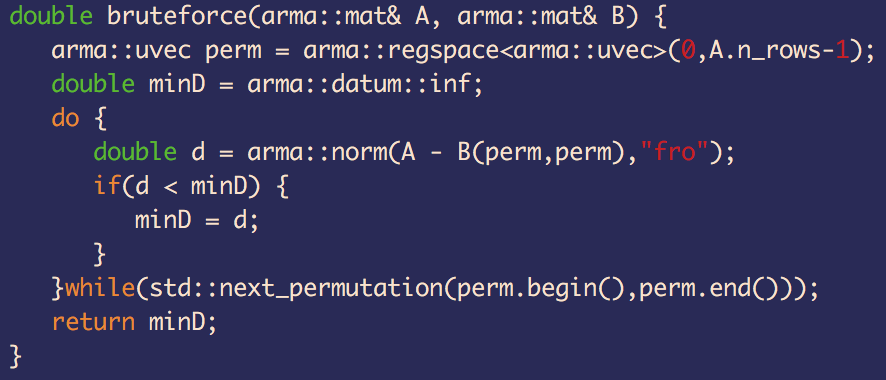 double bruteforce(arma::mat& A, arma::mat& B) {
   arma::uvec perm = arma::regspace<arma::uvec>(0,A.n_rows-1);
   double minD = arma::datum::inf;
   do {
      double d = arma::norm(A - B(perm,perm),"fro");
      if(d < minD) {
         minD = d;
      }
   }while(std::next_permutation(perm.begin(),perm.end()));
   return minD;
}